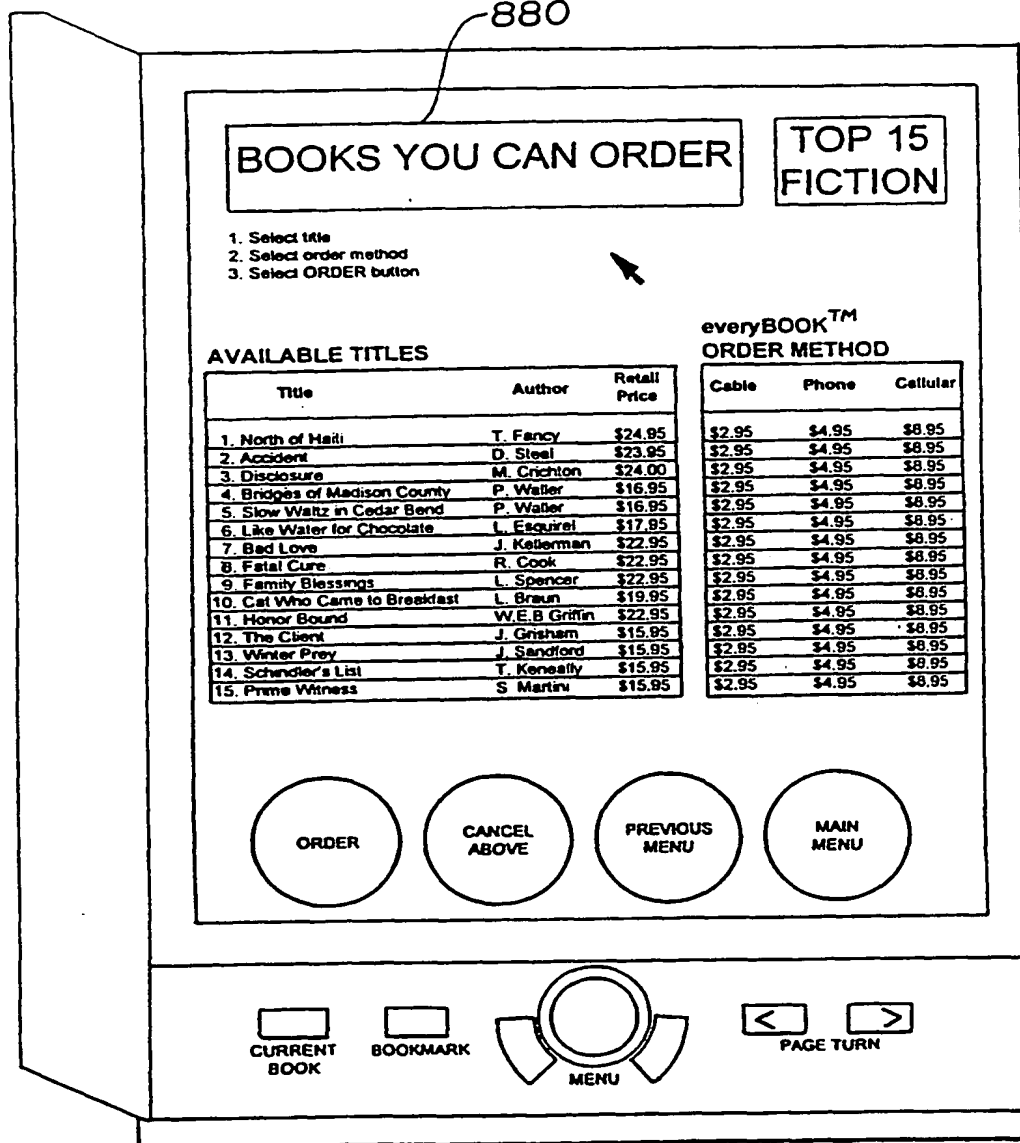 880
BOOKS YOU CAN ORDER
TOP 15
FICTION
1. Select title
2. Select order method
3. Select ORDER button
AVAILABLE TITLES
everyBOOK™
ORDER METHOD
Title Author Retail Price Cable Phone Cellular
1. North of Haiti T. Fancy $24.95 $2.95 $4.95 $8.95
2. Accident D. Steal $23.95 $2.95 $4.95 $8.95
3. Disclosure M. Crichton $24.00 $2.95 $4.95 $8.95
4. Bridges of Madison County P. Waller $16.95 $2.95 $4.95 $8.95
5. Slow Waltz in Cedar Bend P. Waller $16.95 $2.95 $4.95 $8.95
6. Like Water for Chocolate L. Esquirel $17.95 $2.95 $4.95 $8.95
7. Bad Love J. Kellerman $22.95 $2.95 $4.95 $8.95
8. Fatal Cure R. Cook $22.95 $2.95 $4.95 $8.95
9. Family Blessings L. Spencer $22.95 $2.95 $4.95 $8.95
10. Cat Who Came to Breakfast L. Braun $19.95 $2.95 $4.95 $8.95
11. Honor Bound W.E.B Griffin $22.95 $2.95 $4.95 $8.95
12. The Client J. Grisham $15.95 $2.95 $4.95 $8.95
13. Winter Prey J. Sandford $15.95 $2.95 $4.95 $8.95
14. Schindler's List T. Keneally $15.95 $2.95 $4.95 $8.95
15. Prime Witness S Martini $15.95 $2.95 $4.95 $8.95
ORDER
CANCEL
ABOVE
PREVIOUS
MENU
MAIN
MENU
CURRENT
BOOK
BOOKMARK
MENU
< >
PAGE TURN